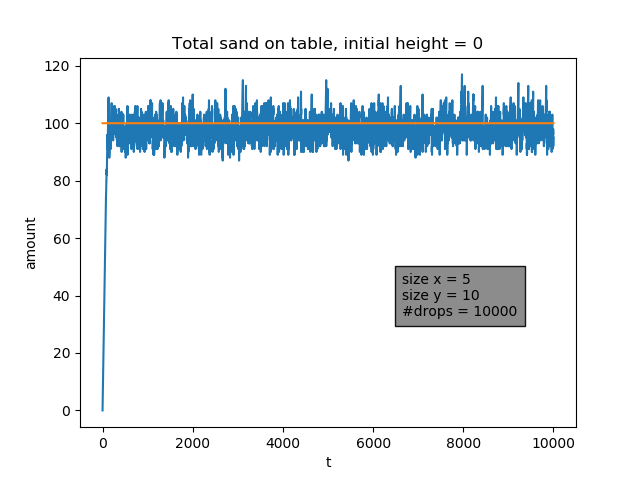 Total sand on table, initial height = 0
120
100
80
60
40
20
0
amount
size x = 5
size y = 10
#drops = 10000
0 2000 4000 6000 8000 10000
t